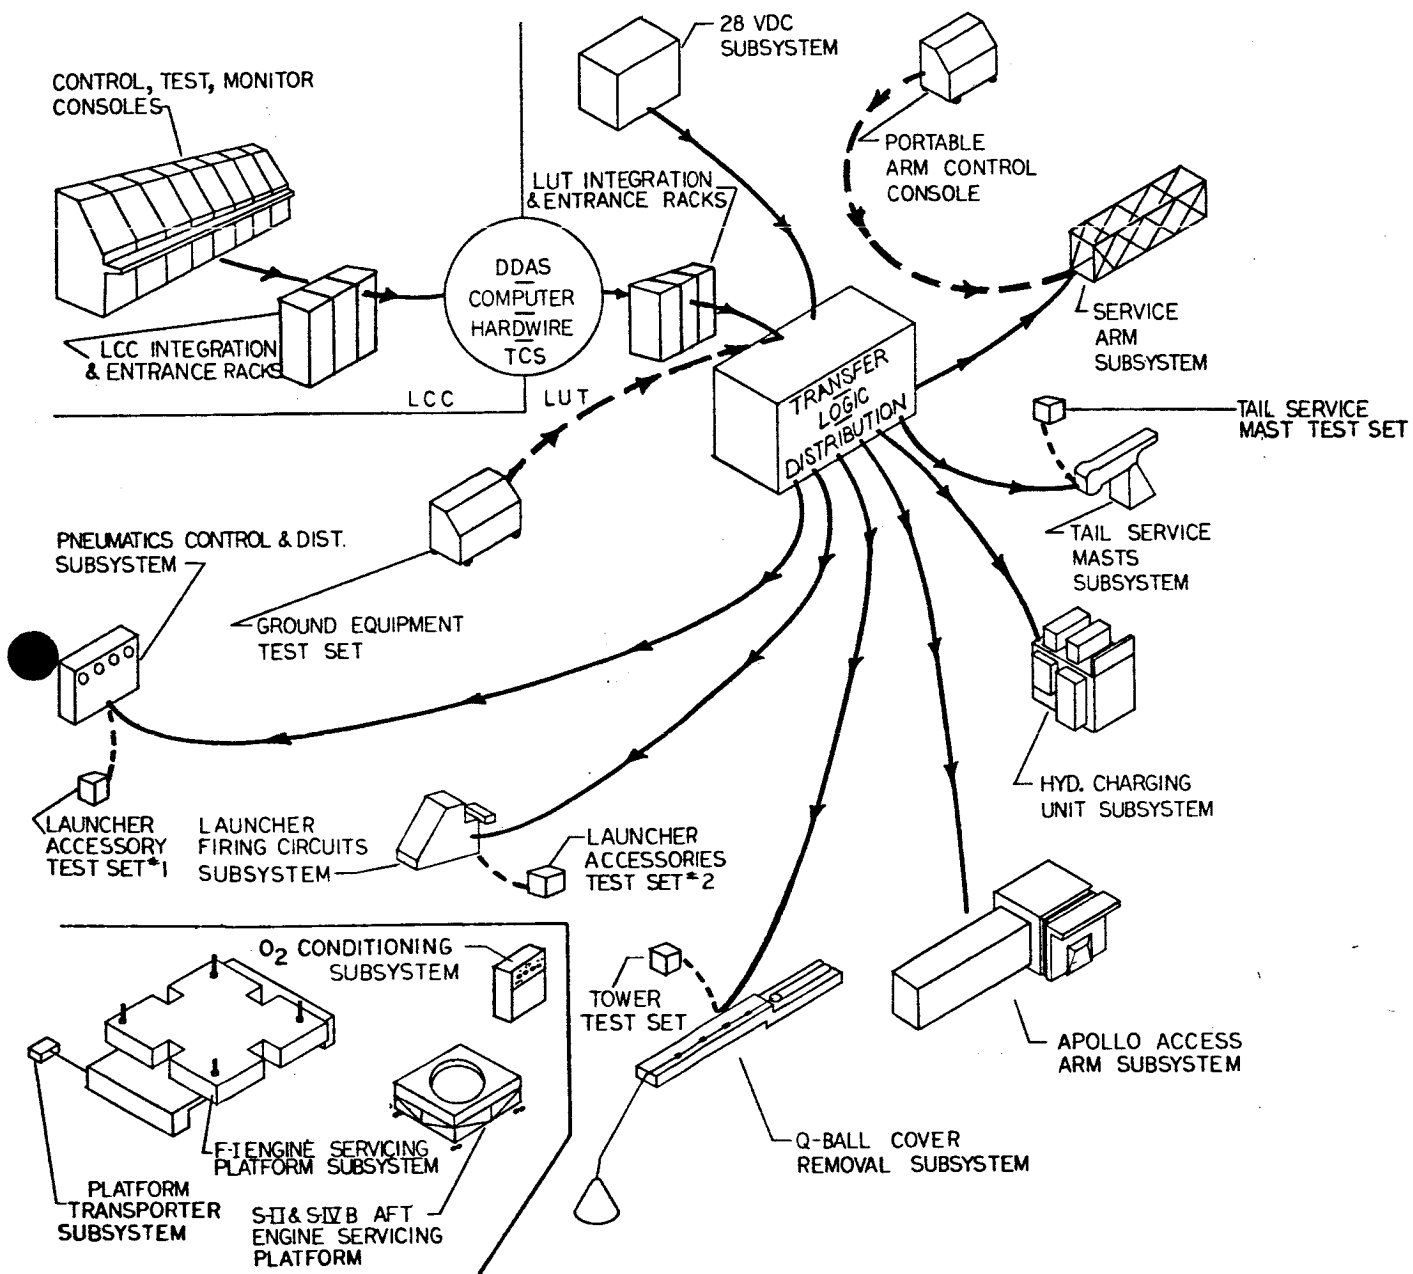 28 VDC
SUBSYSTEM
CONTROL, TEST, MONITOR
CONSOLES
PORTABLE
ARM CONTROL
CONSOLE
LUT INTEGRATION
& ENTRANCE RACKS
DDAS
COMPUTER
HARDWIRE
TCS
LCC INTEGRATION
& ENTRANCE RACKS
LCC
LUT
SERVICE
ARM
SUBSYSTEM
TRANSFER
LOGIC
DISTRIBUTION
TAIL SERVICE
MAST TEST SET
TAIL SERVICE
MASTS
SUBSYSTEM
PNEUMATICS CONTROL & DIST.
SUBSYSTEM
GROUND EQUIPMENT
TEST SET
HYD. CHARGING
UNIT SUBSYSTEM
LAUNCHER
ACCESSORY
TEST SET #1
LAUNCHER
FIRING CIRCUITS
SUBSYSTEM
LAUNCHER
ACCESSORIES
TEST SET #2
O2 CONDITIONING
SUBSYSTEM
TOWER
TEST SET
APOLLO ACCESS
ARM SUBSYSTEM
F-1 ENGINE SERVICING
PLATFORM SUBSYSTEM
Q-BALL COVER
REMOVAL SUBSYSTEM
PLATFORM
TRANSPORTER
SUBSYSTEM
S-II & S-IVB AFT
ENGINE SERVICING
PLATFORM